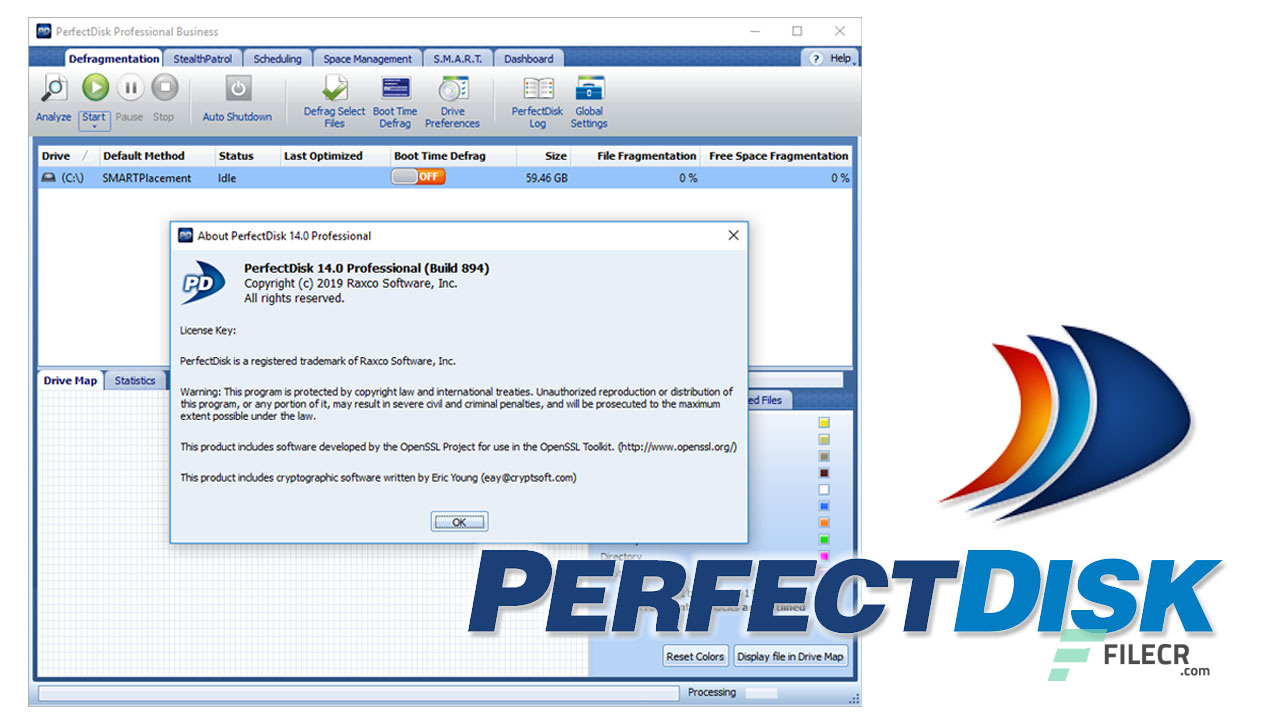 PerfectDisk Professional Business
Defragmentation
StealthPatrol
Scheduling
Space Management
S.M.A.R.T.
Dashboard
? Help
Analyze
Start
Pause
Stop
Auto Shutdown
Defrag Select
Files
Boot Time
Defrag
Drive
Preferences
PerfectDisk
Log
Global
Settings
Drive Default Method Status Last Optimized Boot Time Defrag Size File Fragmentation Free Space Fragmentation
(C:\) SMARTPlacement Idle OFF 59.46 GB 0 % 0 %
About PerfectDisk 14.0 Professional
PD
PerfectDisk 14.0 Professional (Build 894)
Copyright (c) 2019 Raxco Software, Inc.
All rights reserved.
License Key:
PerfectDisk is a registered trademark of Raxco Software, Inc.
Warning: This program is protected by copyright law and international treaties. Unauthorized reproduction or distribution of
this program, or any portion of it, may result in severe civil and criminal penalties, and will be prosecuted to the maximum
extent possible under the law.
This product includes software developed by the OpenSSL Project for use in the OpenSSL Toolkit. (http://www.openssl.org/)
This product includes cryptographic software written by Eric Young (eay@cryptsoft.com)
OK
Drive Map
Statistics
Files
Directory
PERFECTDISK
Reset Colors
Display file in Drive Map
FILECR
.com
Processing